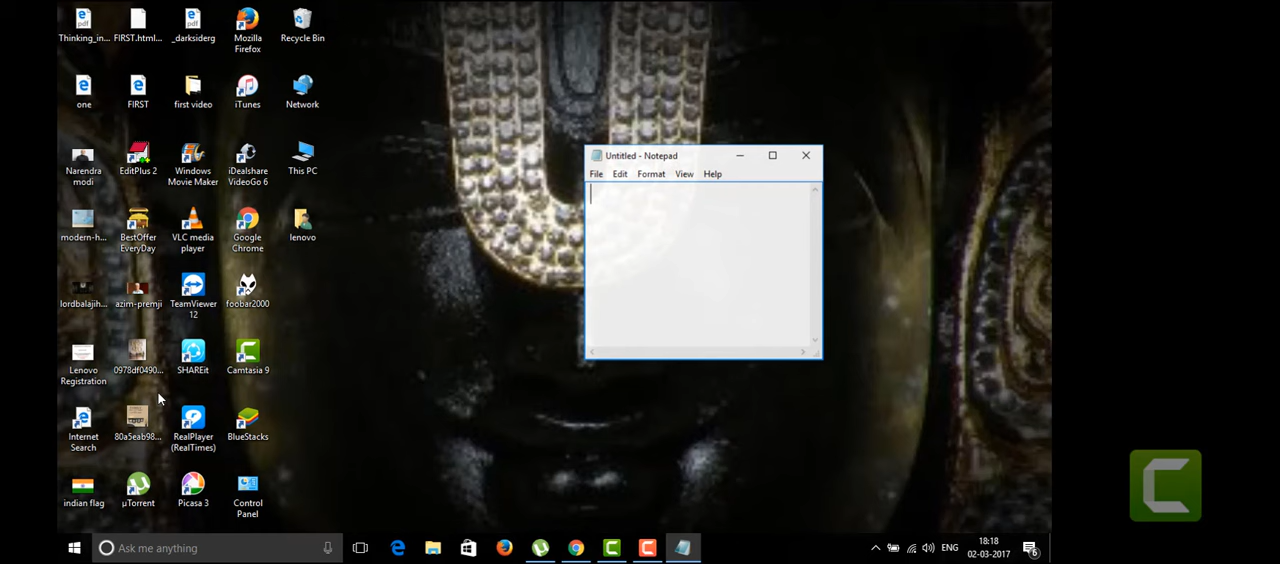 Thinking_in...
FIRST.html...
_darksiderg
Mozilla
Firefox
Recycle Bin
one
FIRST
first video
iTunes
Network
Narendra
modi
EditPlus 2
Windows
Movie Maker
iDealshare
VideoGo 6
This PC
modern-h...
BestOffer
EveryDay
VLC media
player
Google
Chrome
lenovo
lordbalajih...
azim-premji
TeamViewer
12
foobar2000
Lenovo
Registration
0978df0490...
SHAREit
Camtasia 9
Internet
Search
80a5eab98...
RealPlayer
(RealTimes)
BlueStacks
indian flag
µTorrent
Picasa 3
Control
Panel
Untitled - Notepad
File Edit Format View Help
Ask me anything
ENG
18:18
02-03-2017
6